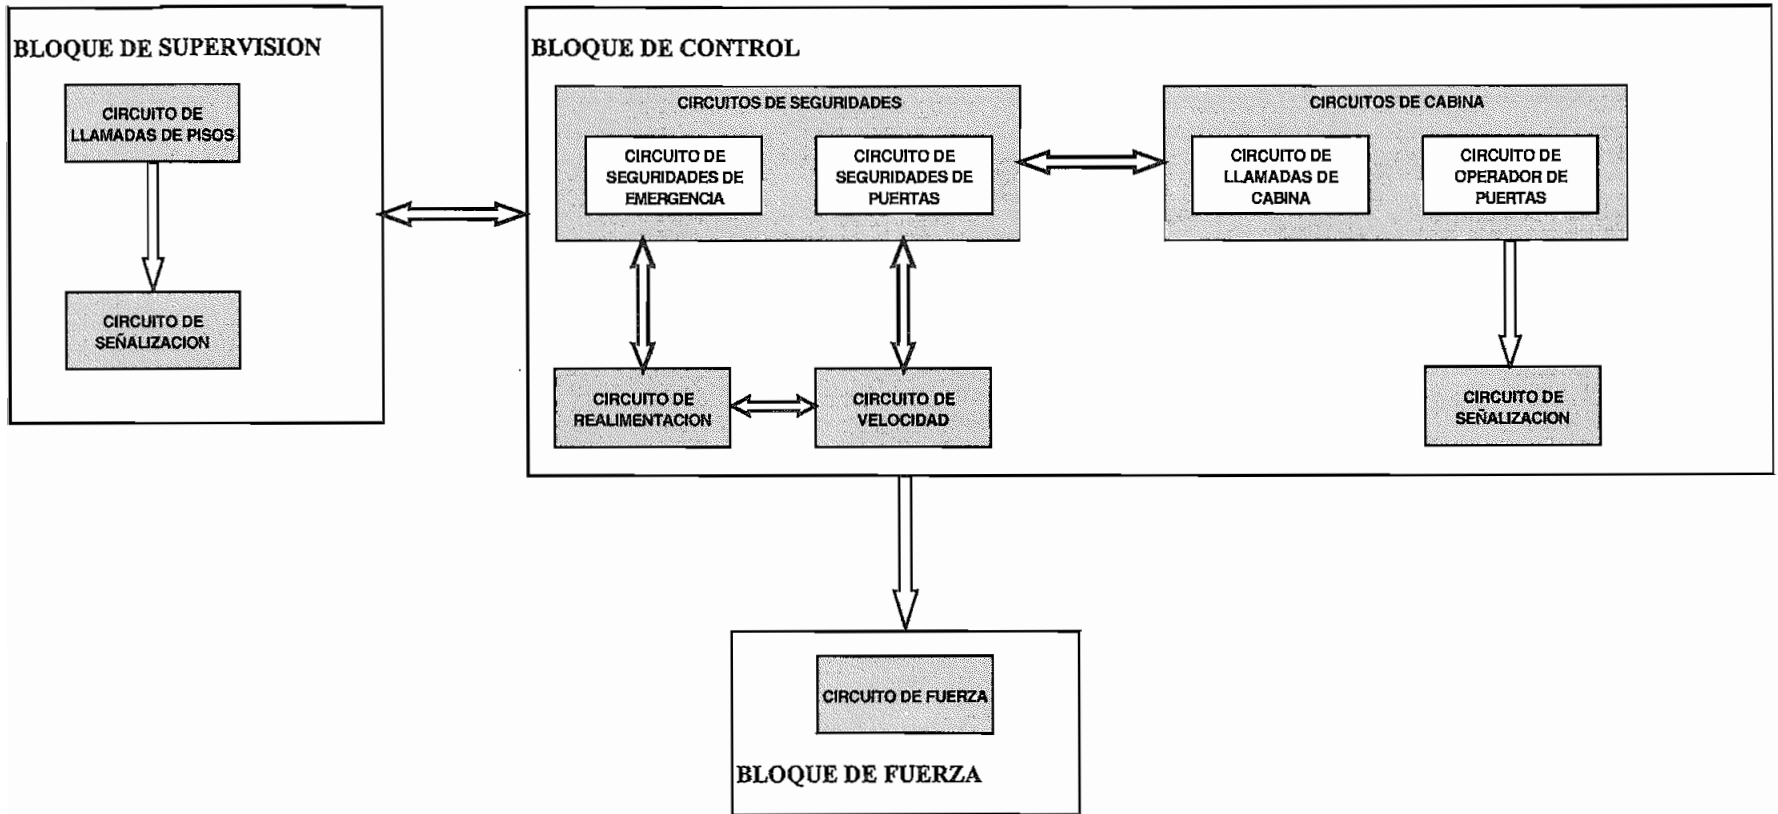 BLOQUE DE SUPERVISION
CIRCUITO DE
LLAMADAS DE PISOS
CIRCUITO DE
SEÑALIZACION
BLOQUE DE CONTROL
CIRCUITOS DE SEGURIDADES
CIRCUITO DE
SEGURIDADES DE
EMERGENCIA
CIRCUITO DE
SEGURIDADES DE
PUERTAS
CIRCUITOS DE CABINA
CIRCUITO DE
LLAMADAS DE
CABINA
CIRCUITO DE
OPERADOR DE
PUERTAS
CIRCUITO DE
REALIMENTACION
CIRCUITO DE
VELOCIDAD
CIRCUITO DE
SEÑALIZACION
CIRCUITO DE FUERZA
BLOQUE DE FUERZA